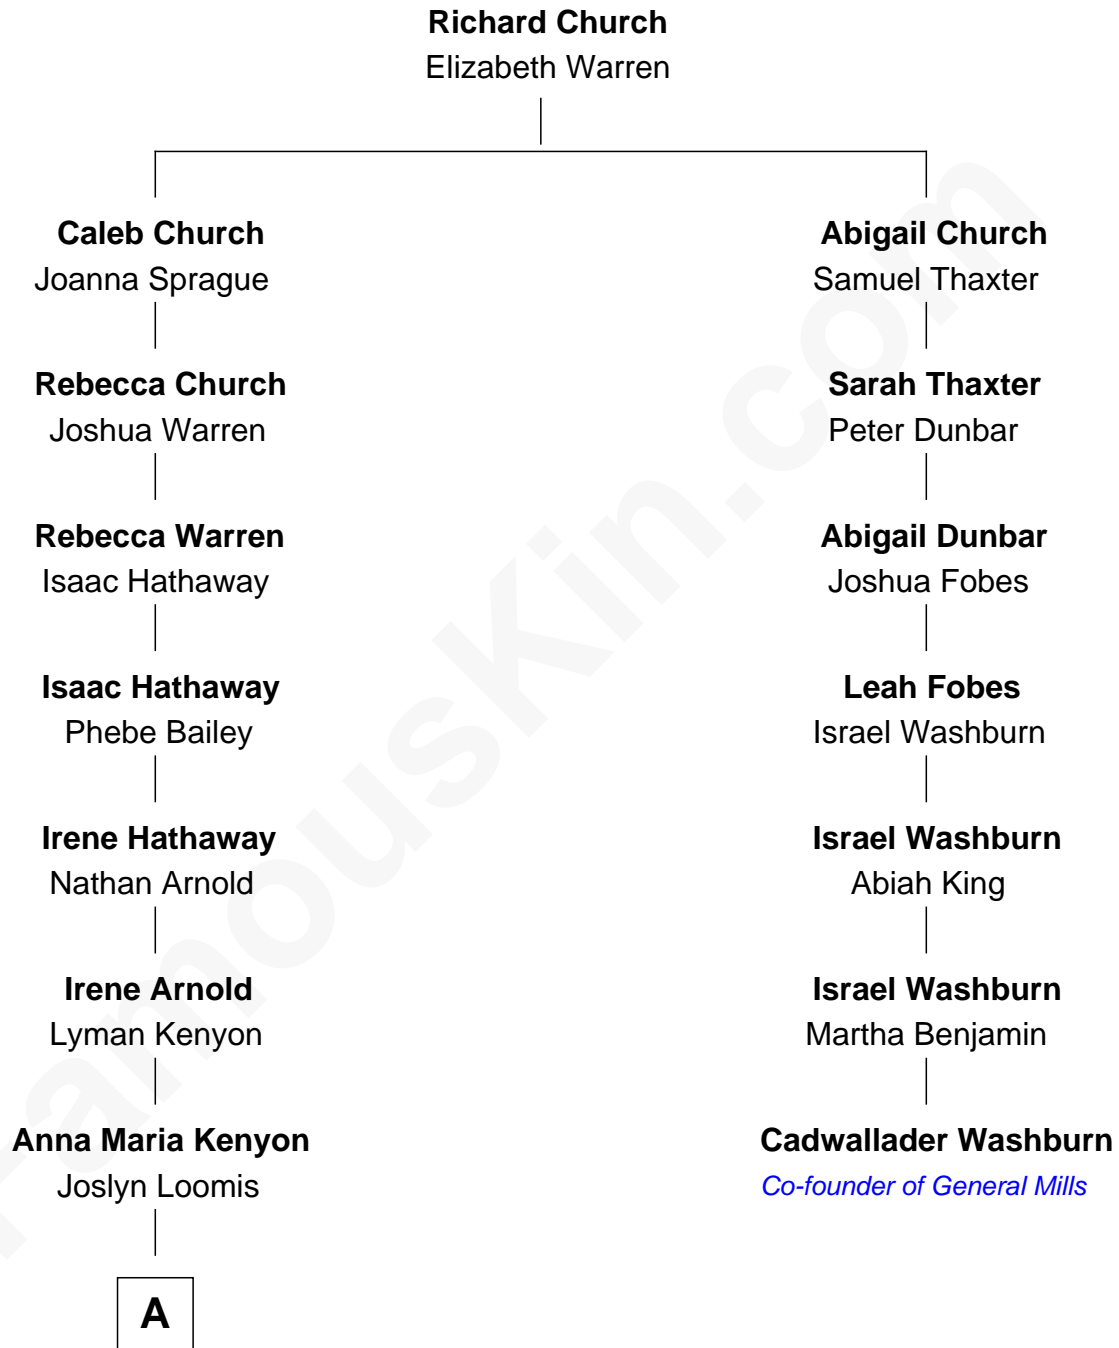 Richard Church
Elizabeth Warren
Caleb Church
Joanna Sprague
Abigail Church
Samuel Thaxter
Rebecca Church
Joshua Warren
Sarah Thaxter
Peter Dunbar
Rebecca Warren
Isaac Hathaway
Abigail Dunbar
Joshua Fobes
Isaac Hathaway
Phebe Bailey
Leah Fobes
Israel Washburn
Irene Hathaway
Nathan Arnold
Israel Washburn
Abiah King
Irene Arnold
Lyman Kenyon
Israel Washburn
Martha Benjamin
Anna Maria Kenyon
Joslyn Loomis
Cadwallader Washburn
Co-founder of General Mills
A
FamousKin.com